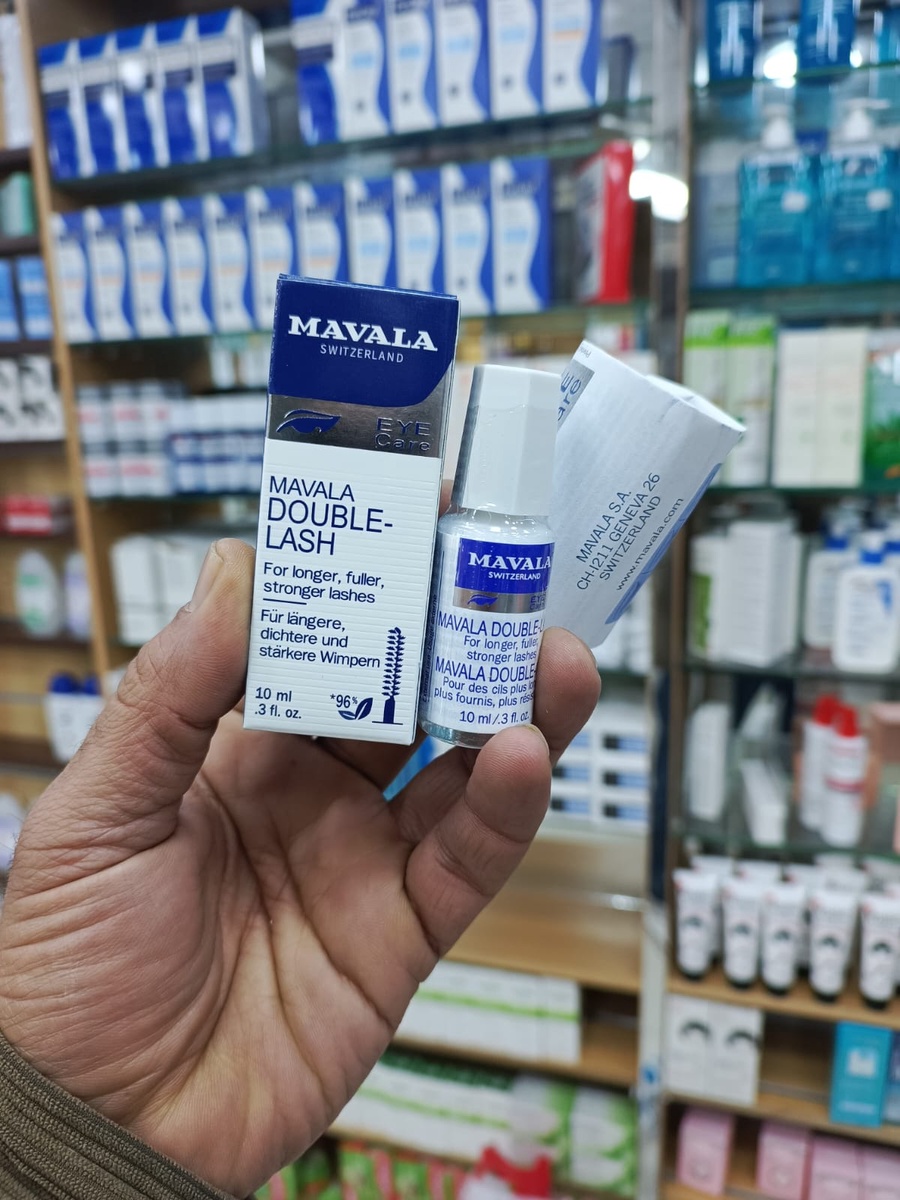 MAVALA
SWITZERLAND
EYE
Care
MAVALA
DOUBLE-
LASH
For longer, fuller,
stronger lashes
Für längere,
dichtere und
stärkere Wimpern
10 ml
.3 fl. oz.
*96%
MAVALA
SWITZERLAND
EYE
Care
MAVALA DOUBLE-L
For longer, fuller,
stronger lashes
MAVALA DOUBLE
Pour des cils plus
plus fournis, plus
10 ml/.3 fl. oz.
MAVALA S.A.
CH-1211 GENEVA 26
SWITZERLAND
www.mavala.com